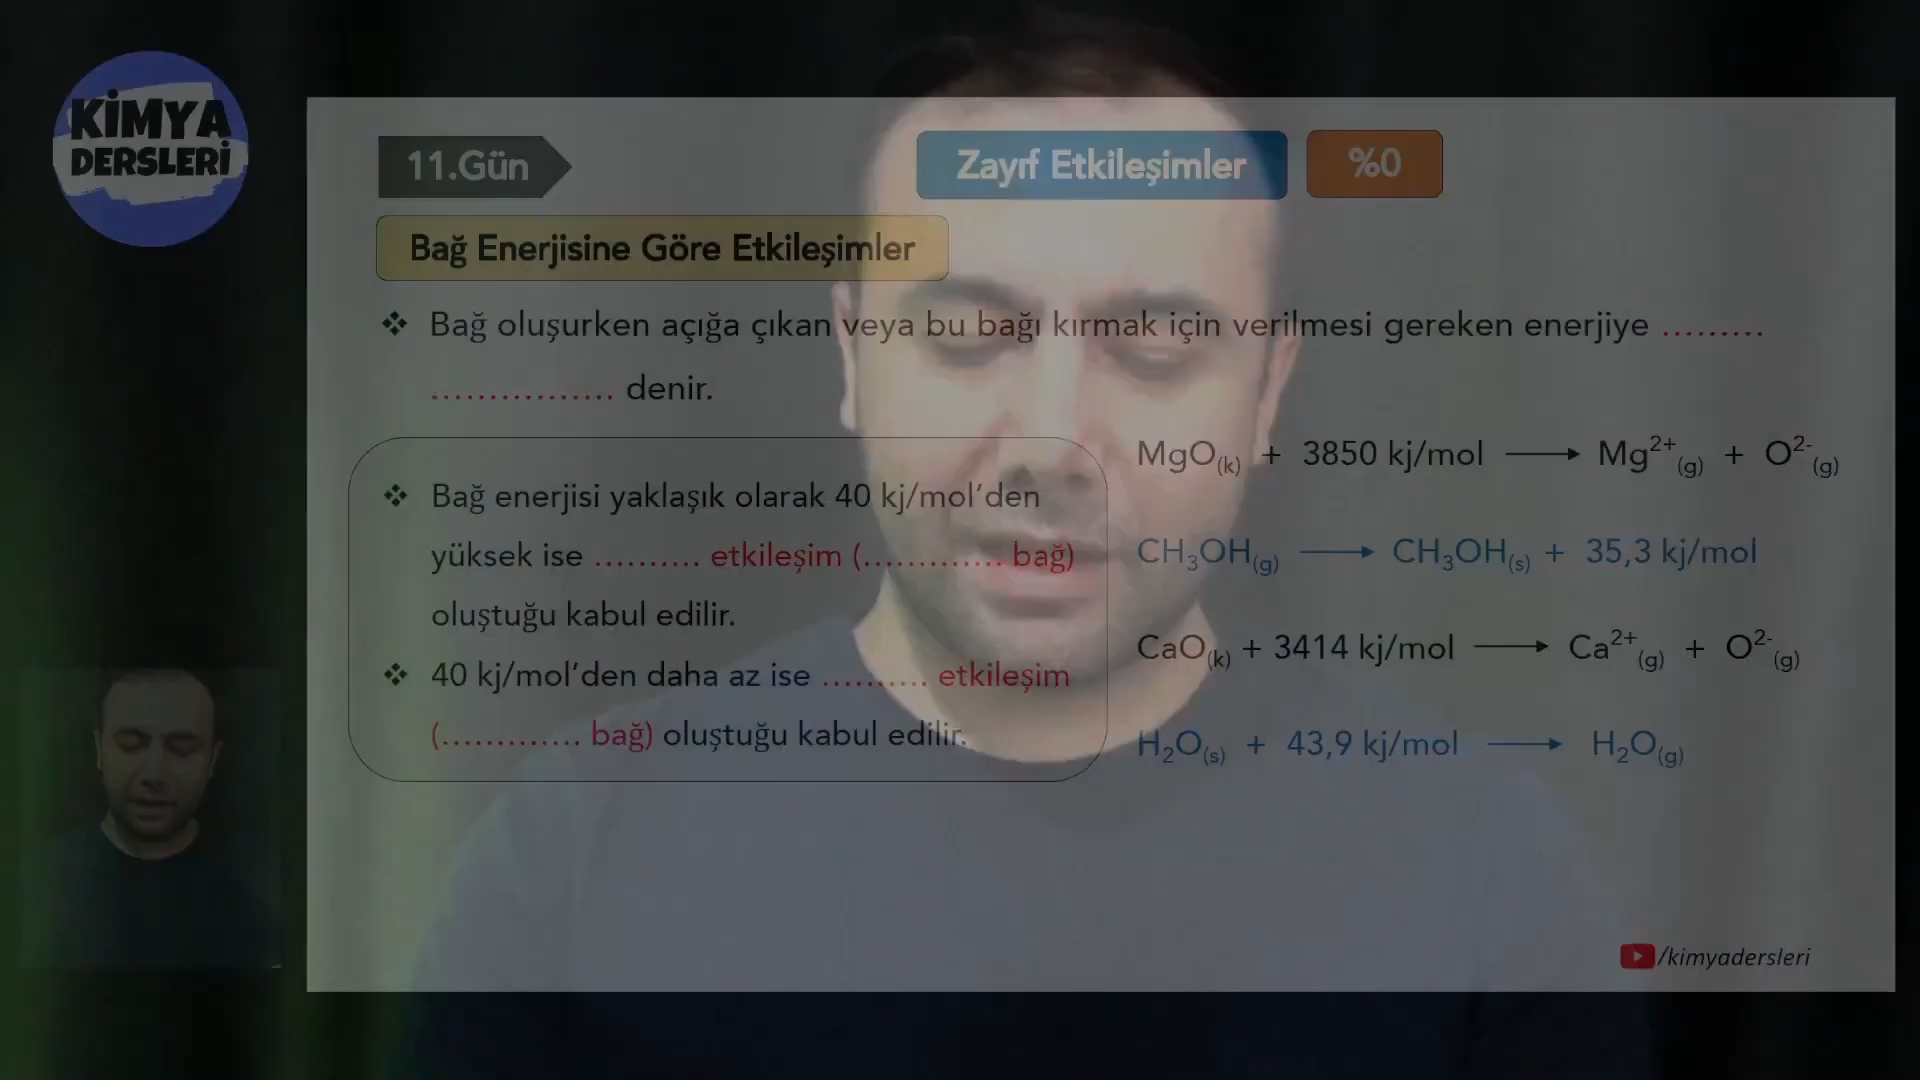 KİMYA
DERSLERİ
11.Gün
Zayıf Etkileşimler
%0
Bağ Enerjisine Göre Etkileşimler
❖ Bağ oluşurken açığa çıkan veya bu bağı kırmak için verilmesi gereken enerjiye .........
................ denir.
❖ Bağ enerjisi yaklaşık olarak 40 kj/mol’den
yüksek ise .......... etkileşim (............. bağ)
oluştuğu kabul edilir.
❖ 40 kj/mol’den daha az ise .......... etkileşim
(............. bağ) oluştuğu kabul edilir.
MgO(k) + 3850 kj/mol ⟶ Mg²⁺(g) + O²⁻(g)
CH₃OH(g) ⟶ CH₃OH(s) + 35,3 kj/mol
CaO(k) + 3414 kj/mol ⟶ Ca²⁺(g) + O²⁻(g)
H₂O(s) + 43,9 kj/mol ⟶ H₂O(g)
/kimyadersleri